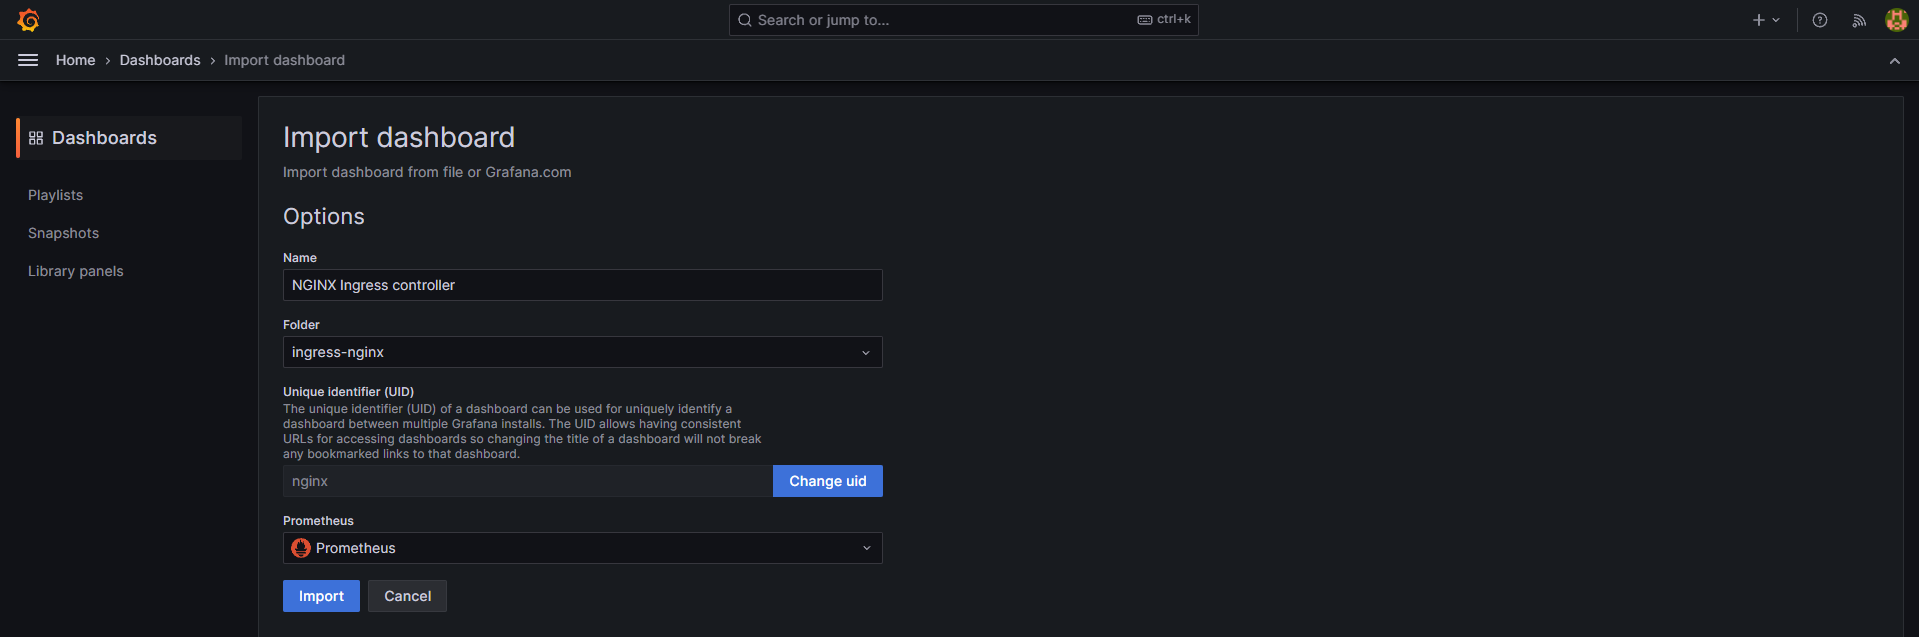 Search or jump to...
ctrl+k
Home › Dashboards › Import dashboard
Dashboards
Playlists
Snapshots
Library panels
Import dashboard
Import dashboard from file or Grafana.com
Options
Name
NGINX Ingress controller
Folder
ingress-nginx
Unique identifier (UID)
The unique identifier (UID) of a dashboard can be used for uniquely identify a
dashboard between multiple Grafana installs. The UID allows having consistent
URLs for accessing dashboards so changing the title of a dashboard will not break
any bookmarked links to that dashboard.
nginx
Change uid
Prometheus
Prometheus
Import
Cancel